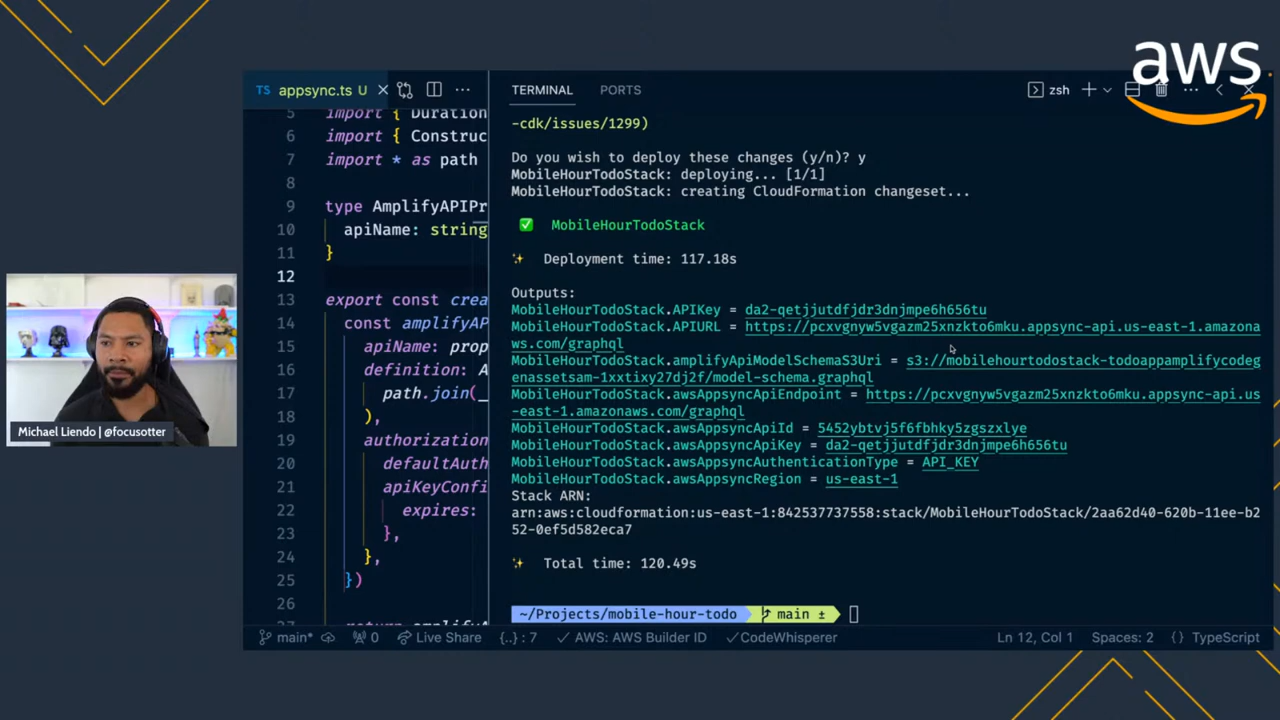 aws
TS appsync.ts U
TERMINAL PORTS
zsh
5 import { Duration
6 import { Construc
7 import * as path
8
9 type AmplifyAPIPr
10 apiName: string
11 }
12
13 export const crea
14 const amplifyAP
15 apiName: prop
16 definition: A
17 path.join(_
18 ),
19 authorization
20 defaultAuth
21 apiKeyConfi
22 expires:
23 },
24 },
25 })
26
-cdk/issues/1299)
Do you wish to deploy these changes (y/n)? y
MobileHourTodoStack: deploying... [1/1]
MobileHourTodoStack: creating CloudFormation changeset...
✅ MobileHourTodoStack
✨ Deployment time: 117.18s
Outputs:
MobileHourTodoStack.APIKey = da2-qetjjutdfjdr3dnjmpe6h656tu
MobileHourTodoStack.APIURL = https://pcxvgnyw5vgazm25xnzkto6mku.appsync-api.us-east-1.amazona
ws.com/graphql
MobileHourTodoStack.amplifyApiModelSchemaS3Uri = s3://mobilehourtodostack-todoappamplifycodeg
enassetsam-1xxtixy27dj2f/model-schema.graphql
MobileHourTodoStack.awsAppsyncApiEndpoint = https://pcxvgnyw5vgazm25xnzkto6mku.appsync-api.us
-east-1.amazonaws.com/graphql
MobileHourTodoStack.awsAppsyncApiId = 5452ybtvj5f6fbhky5zgszxlye
MobileHourTodoStack.awsAppsyncApiKey = da2-qetjjutdfjdr3dnjmpe6h656tu
MobileHourTodoStack.awsAppsyncAuthenticationType = API_KEY
MobileHourTodoStack.awsAppsyncRegion = us-east-1
Stack ARN:
arn:aws:cloudformation:us-east-1:842537737558:stack/MobileHourTodoStack/2aa62d40-620b-11ee-b2
52-0ef5d582eca7
✨ Total time: 120.49s
~/Projects/mobile-hour-todo main ±
Michael Liendo | @focusotter
main* 0 Live Share {..} : 7 ✓ AWS: AWS Builder ID ✓CodeWhisperer Ln 12, Col 1 Spaces: 2 {} TypeScript